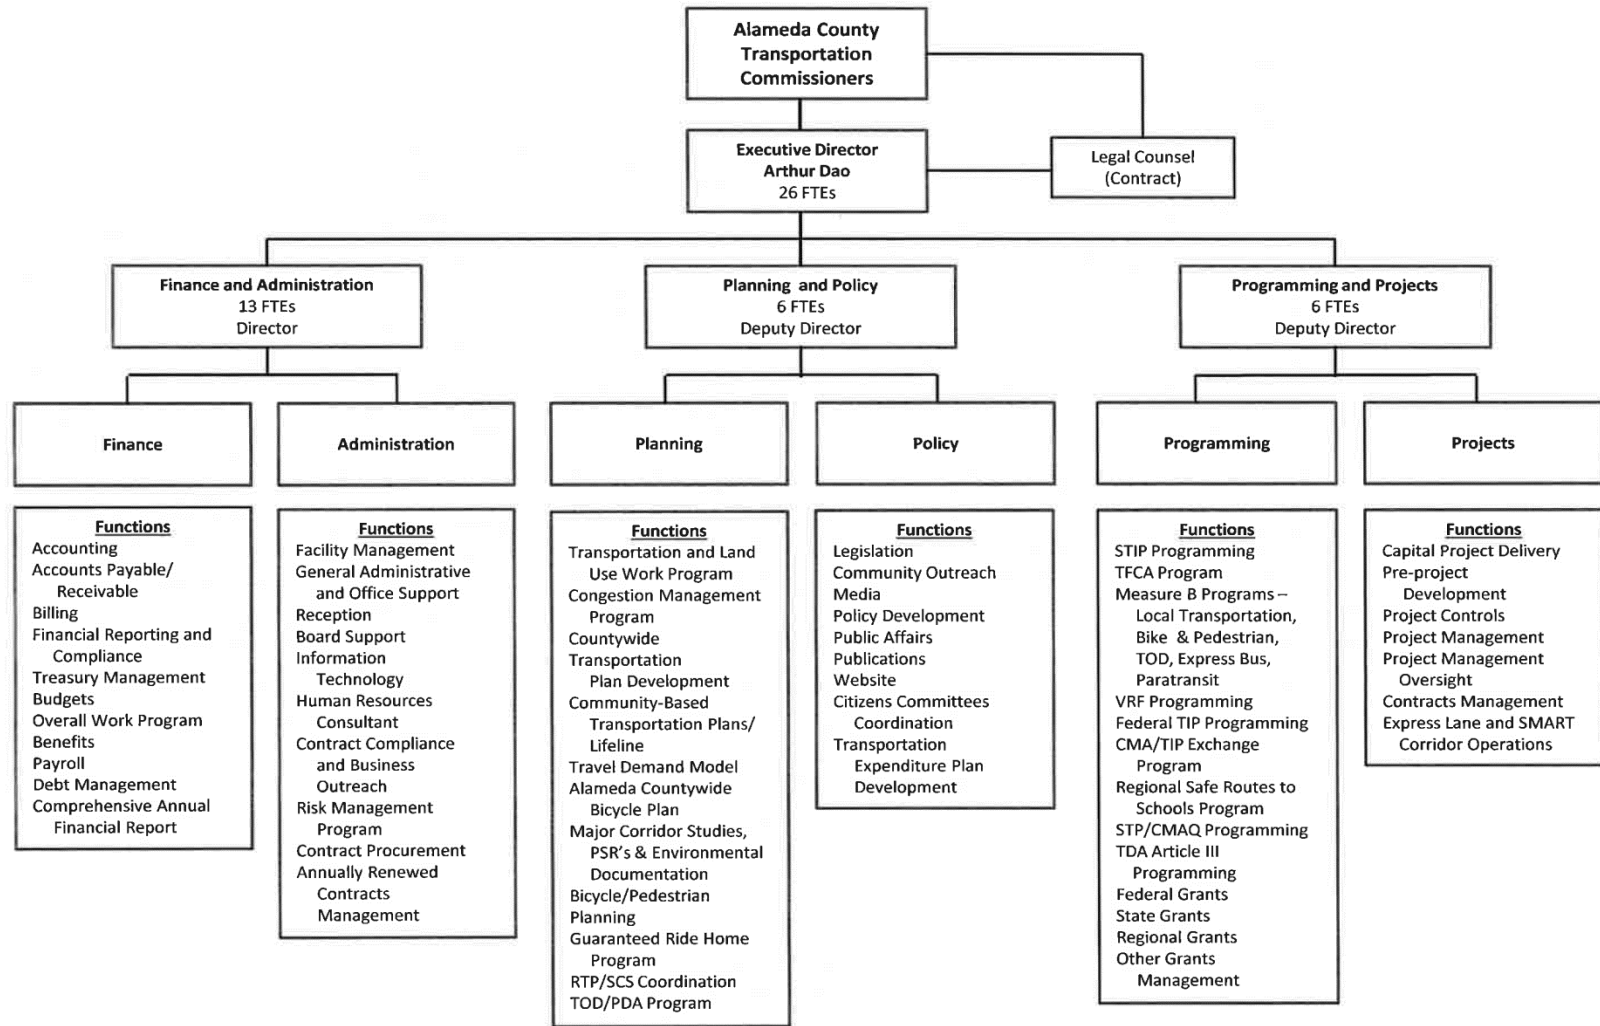 Alameda County
Transportation
Commissioners
Executive Director
Arthur Dao
26 FTEs
Legal Counsel
(Contract)
Finance and Administration
13 FTEs
Director
Planning and Policy
6 FTEs
Deputy Director
Programming and Projects
6 FTEs
Deputy Director
Finance
Administration
Planning
Policy
Programming
Projects
Functions
Accounting
Accounts Payable/
Receivable
Billing
Financial Reporting and
Compliance
Treasury Management
Budgets
Overall Work Program
Benefits
Payroll
Debt Management
Comprehensive Annual
Financial Report
Functions
Facility Management
General Administrative
and Office Support
Reception
Board Support
Information
Technology
Human Resources
Consultant
Contract Compliance
and Business
Outreach
Risk Management
Program
Contract Procurement
Annually Renewed
Contracts
Management
Functions
Transportation and Land
Use Work Program
Congestion Management
Program
Countywide
Transportation
Plan Development
Community-Based
Transportation Plans/
Lifeline
Travel Demand Model
Alameda Countywide
Bicycle Plan
Major Corridor Studies,
PSR's & Environmental
Documentation
Bicycle/Pedestrian
Planning
Guaranteed Ride Home
Program
RTP/SCS Coordination
TOD/PDA Program
Functions
Legislation
Community Outreach
Media
Policy Development
Public Affairs
Publications
Website
Citizens Committees
Coordination
Transportation
Expenditure Plan
Development
Functions
STIP Programming
TFCA Program
Measure B Programs –
Local Transportation,
Bike & Pedestrian,
TOD, Express Bus,
Paratransit
VRF Programming
Federal TIP Programming
CMA/TIP Exchange
Program
Regional Safe Routes to
Schools Program
STP/CMAQ Programming
TDA Article III
Programming
Federal Grants
State Grants
Regional Grants
Other Grants
Management
Functions
Capital Project Delivery
Pre-project
Development
Project Controls
Project Management
Project Management
Oversight
Contracts Management
Express Lane and SMART
Corridor Operations